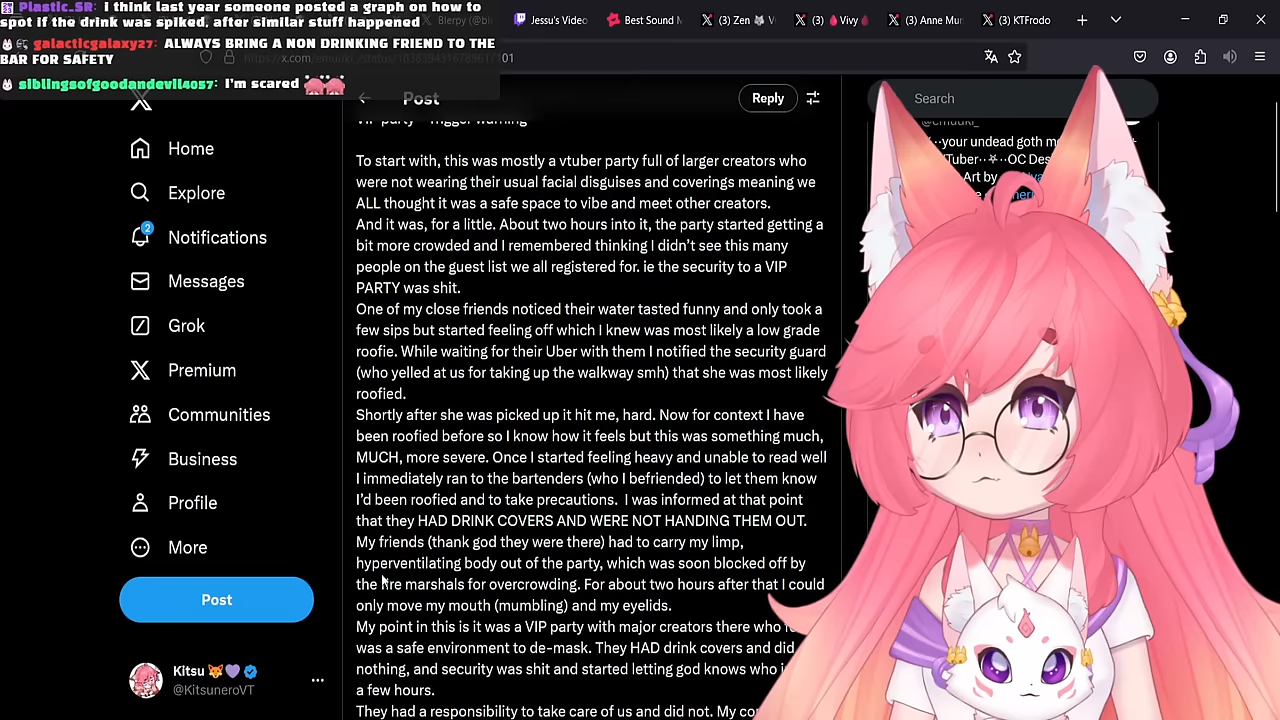 Plastic_SR: i think last year someone posted a graph on how to
spot if the drink was spiked, after similar stuff happened
galacticgalaxy27: ALWAYS BRING A NON DRINKING FRIEND TO THE
BAR FOR SAFETY
siblingsofgoodandevil4057: I'm scared
Blerpy (@bl
Jessu's Video
Best Sound
(3) Zen
(3) Vivy
(3) Anne Mun
(3) KTFrodo
Post
Reply
Search
Home
Explore
2
Notifications
Messages
Grok
Premium
Communities
Business
Profile
More
Post
Kitsu
@KitsuneroVT
To start with, this was mostly a vtuber party full of larger creators who
were not wearing their usual facial disguises and coverings meaning we
ALL thought it was a safe space to vibe and meet other creators.
And it was, for a little. About two hours into it, the party started getting a
bit more crowded and I remembered thinking I didn't see this many
people on the guest list we all registered for. ie the security to a VIP
PARTY was shit.
One of my close friends noticed their water tasted funny and only took a
few sips but started feeling off which I knew was most likely a low grade
roofie. While waiting for their Uber with them I notified the security guard
(who yelled at us for taking up the walkway smh) that she was most likely
roofied.
Shortly after she was picked up it hit me, hard. Now for context I have
been roofied before so I know how it feels but this was something much,
MUCH, more severe. Once I started feeling heavy and unable to read well
I immediately ran to the bartenders (who I befriended) to let them know
I'd been roofied and to take precautions. I was informed at that point
that they HAD DRINK COVERS AND WERE NOT HANDING THEM OUT.
My friends (thank god they were there) had to carry my limp,
hyperventilating body out of the party, which was soon blocked off by
the fire marshals for overcrowding. For about two hours after that I could
only move my mouth (mumbling) and my eyelids.
My point in this is it was a VIP party with major creators there who
was a safe environment to de-mask. They HAD drink covers and did
nothing, and security was shit and started letting god knows who
a few hours.
They had a responsibility to take care of us and did not. My
your undead goth
Art by